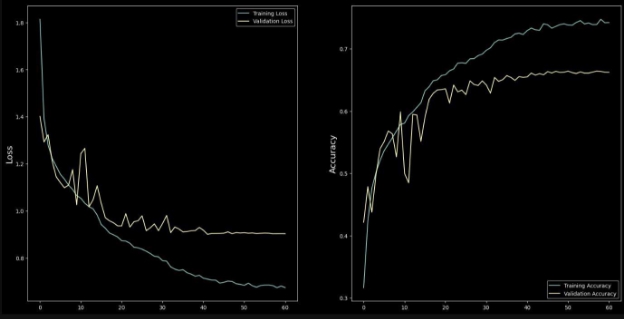 Training Loss
Validation Loss
1.8
1.6
1.4
1.2
1.0
0.8
Loss
0 10 20 30 40 50 60
0.7
0.6
0.5
0.4
0.3
Accuracy
Training Accuracy
Validation Accuracy
0 10 20 30 40 50 60